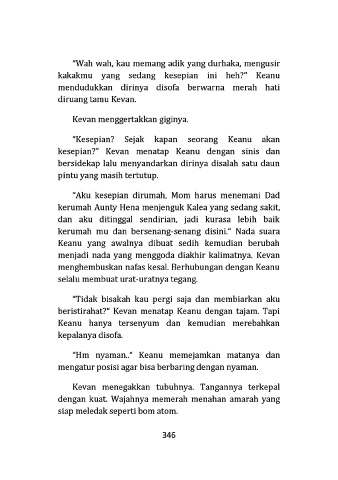 "Wah wah, kau memang adik yang durhaka, mengusir
kakakmu yang sedang kesepian ini heh?" Keanu
mendudukkan dirinya disofa berwarna merah hati
diruang tamu Kevan.
Kevan menggertakkan giginya.
"Kesepian? Sejak kapan seorang Keanu akan
kesepian?" Kevan menatap Keanu dengan sinis dan
bersidekap lalu menyandarkan dirinya disalah satu daun
pintu yang masih tertutup.
"Aku kesepian dirumah, Mom harus menemani Dad
kerumah Aunty Hena menjenguk Kalea yang sedang sakit,
dan aku ditinggal sendirian, jadi kurasa lebih baik
kerumah mu dan bersenang-senang disini." Nada suara
Keanu yang awalnya dibuat sedih kemudian berubah
menjadi nada yang menggoda diakhir kalimatnya. Kevan
menghembuskan nafas kesal. Berhubungan dengan Keanu
selalu membuat urat-uratnya tegang.
"Tidak bisakah kau pergi saja dan membiarkan aku
beristirahat?" Kevan menatap Keanu dengan tajam. Tapi
Keanu hanya tersenyum dan kemudian merebahkan
kepalanya disofa.
"Hm nyaman.." Keanu memejamkan matanya dan
mengatur posisi agar bisa berbaring dengan nyaman.
Kevan menegakkan tubuhnya. Tangannya terkepal
dengan kuat. Wajahnya memerah menahan amarah yang
siap meledak seperti bom atom.
346